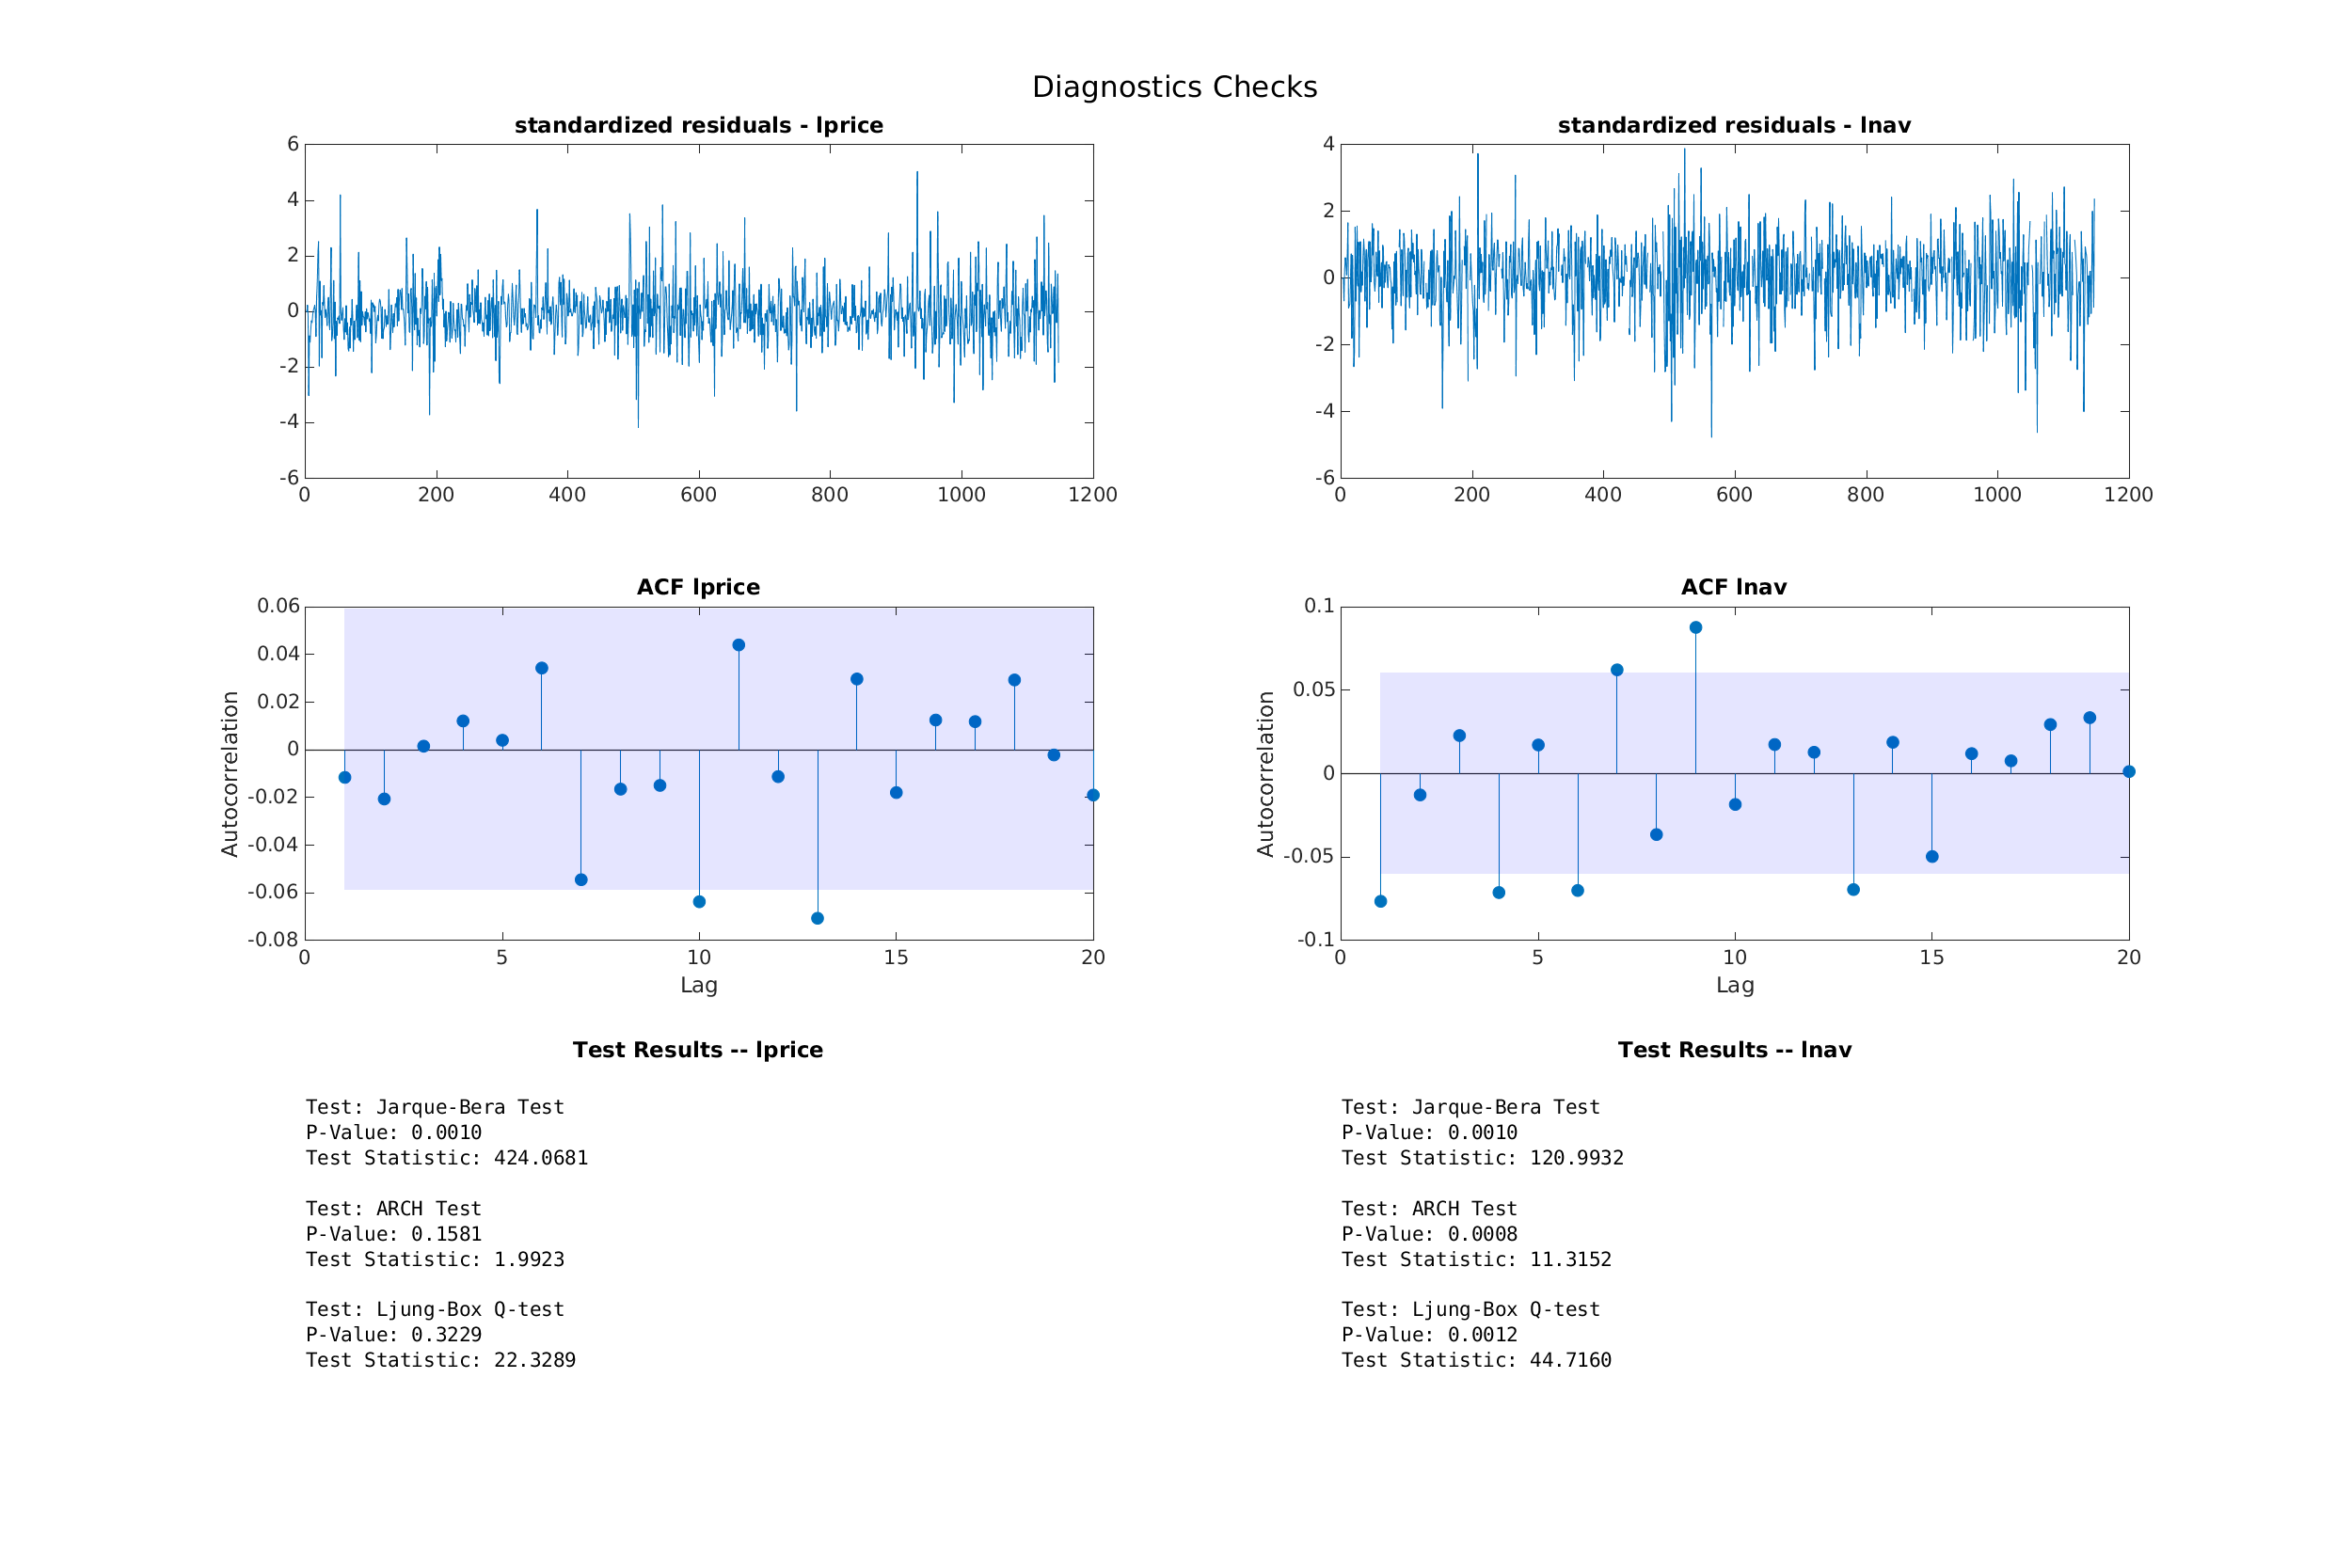 Diagnostics Checks
standardized residuals - lprice
6
4
2
0
-2
-4
-6
0 200 400 600 800 1000 1200
standardized residuals - lnav
4
2
0
-2
-4
-6
0 200 400 600 800 1000 1200
ACF lprice
Autocorrelation
0.06
0.04
0.02
0
-0.02
-0.04
-0.06
-0.08
0 5 10 15 20
Lag
ACF lnav
Autocorrelation
0.1
0.05
0
-0.05
-0.1
0 5 10 15 20
Lag
Test Results -- lprice
Test: Jarque-Bera Test
P-Value: 0.0010
Test Statistic: 424.0681
Test: ARCH Test
P-Value: 0.1581
Test Statistic: 1.9923
Test: Ljung-Box Q-test
P-Value: 0.3229
Test Statistic: 22.3289
Test Results -- lnav
Test: Jarque-Bera Test
P-Value: 0.0010
Test Statistic: 120.9932
Test: ARCH Test
P-Value: 0.0008
Test Statistic: 11.3152
Test: Ljung-Box Q-test
P-Value: 0.0012
Test Statistic: 44.7160